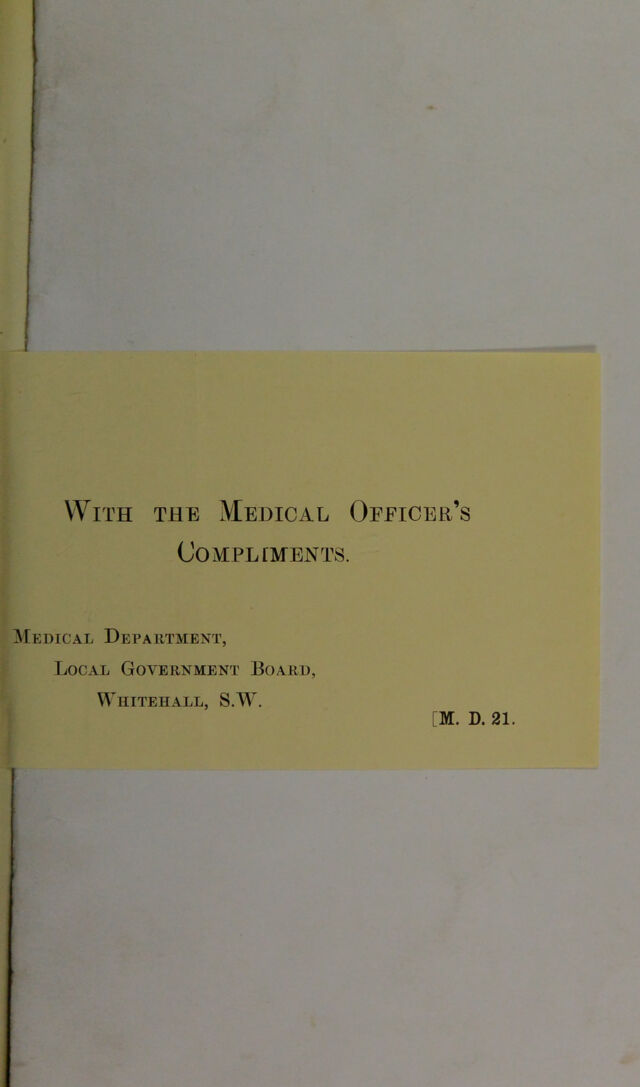 With the Medical Officer's
Compliments.
Medical Department,
Local Government Board,
Whitehall, S.W.
[M. D. 21.